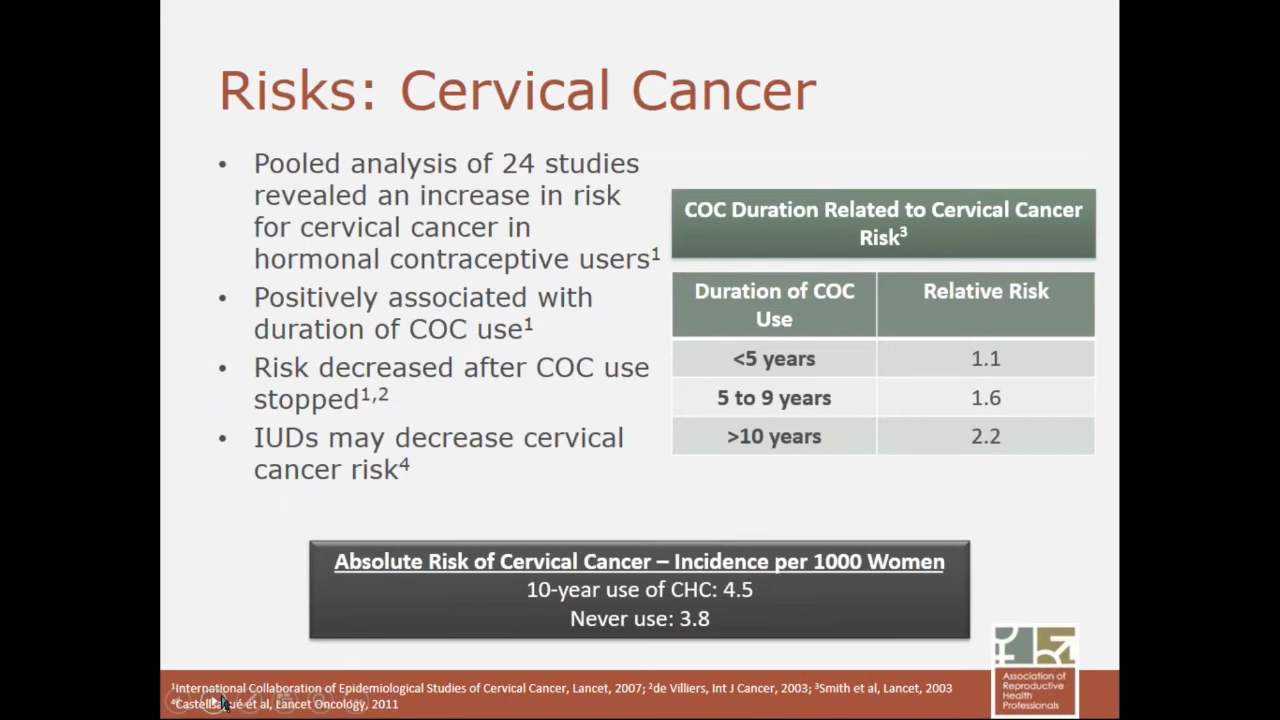 Risks: Cervical Cancer
• Pooled analysis of 24 studies
revealed an increase in risk
for cervical cancer in
hormonal contraceptive users¹
• Positively associated with
duration of COC use¹
• Risk decreased after COC use
stopped¹,²
• IUDs may decrease cervical
cancer risk⁴
COC Duration Related to Cervical Cancer
Risk³
Duration of COC
Use
Relative Risk
<5 years 1.1
5 to 9 years 1.6
>10 years 2.2
Absolute Risk of Cervical Cancer – Incidence per 1000 Women
10-year use of CHC: 4.5
Never use: 3.8
¹International Collaboration of Epidemiological Studies of Cervical Cancer, Lancet, 2007; ²de Villiers, Int J Cancer, 2003; ³Smith et al, Lancet, 2003
et al, Lancet Oncology, 2011
Association of
Reproductive
Health
Professionals